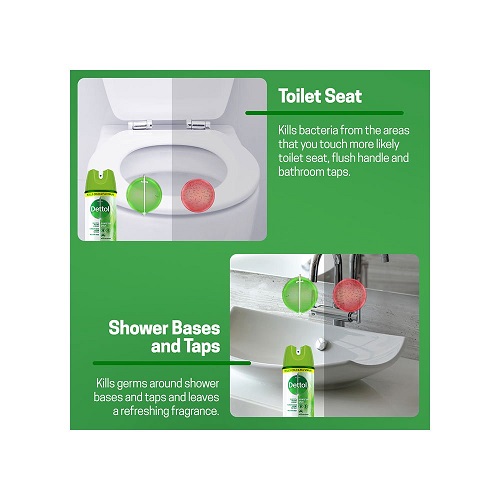 Toilet Seat
Kills bacteria from the areas
that you touch more likely
toilet seat, flush handle and
bathroom taps.
Dettol
Shower Bases
and Taps
Kills germs around shower
bases and taps and leaves
a refreshing fragrance.
Dettol